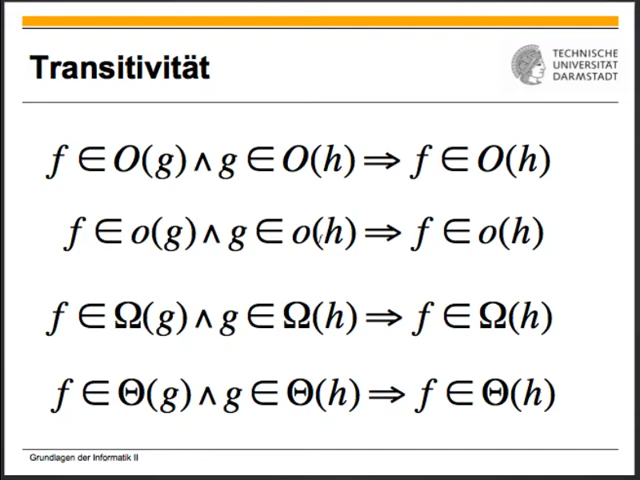 Transitivität
TECHNISCHE
UNIVERSITÄT
DARMSTADT
f ∈ O(g) ∧ g ∈ O(h) ⇒ f ∈ O(h)
f ∈ o(g) ∧ g ∈ o(h) ⇒ f ∈ o(h)
f ∈ Ω(g) ∧ g ∈ Ω(h) ⇒ f ∈ Ω(h)
f ∈ Θ(g) ∧ g ∈ Θ(h) ⇒ f ∈ Θ(h)
Grundlagen der Informatik II